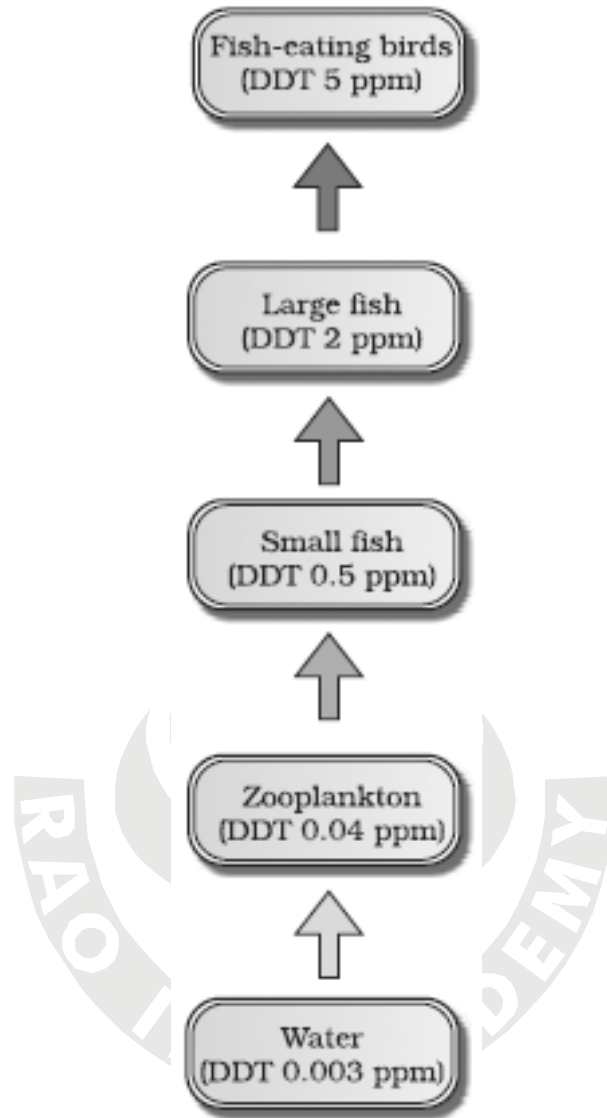 Fish-eating birds
(DDT 5 ppm)
Large fish
(DDT 2 ppm)
Small fish
(DDT 0.5 ppm)
Zooplankton
(DDT 0.04 ppm)
Water
(DDT 0.003 ppm)
RAO